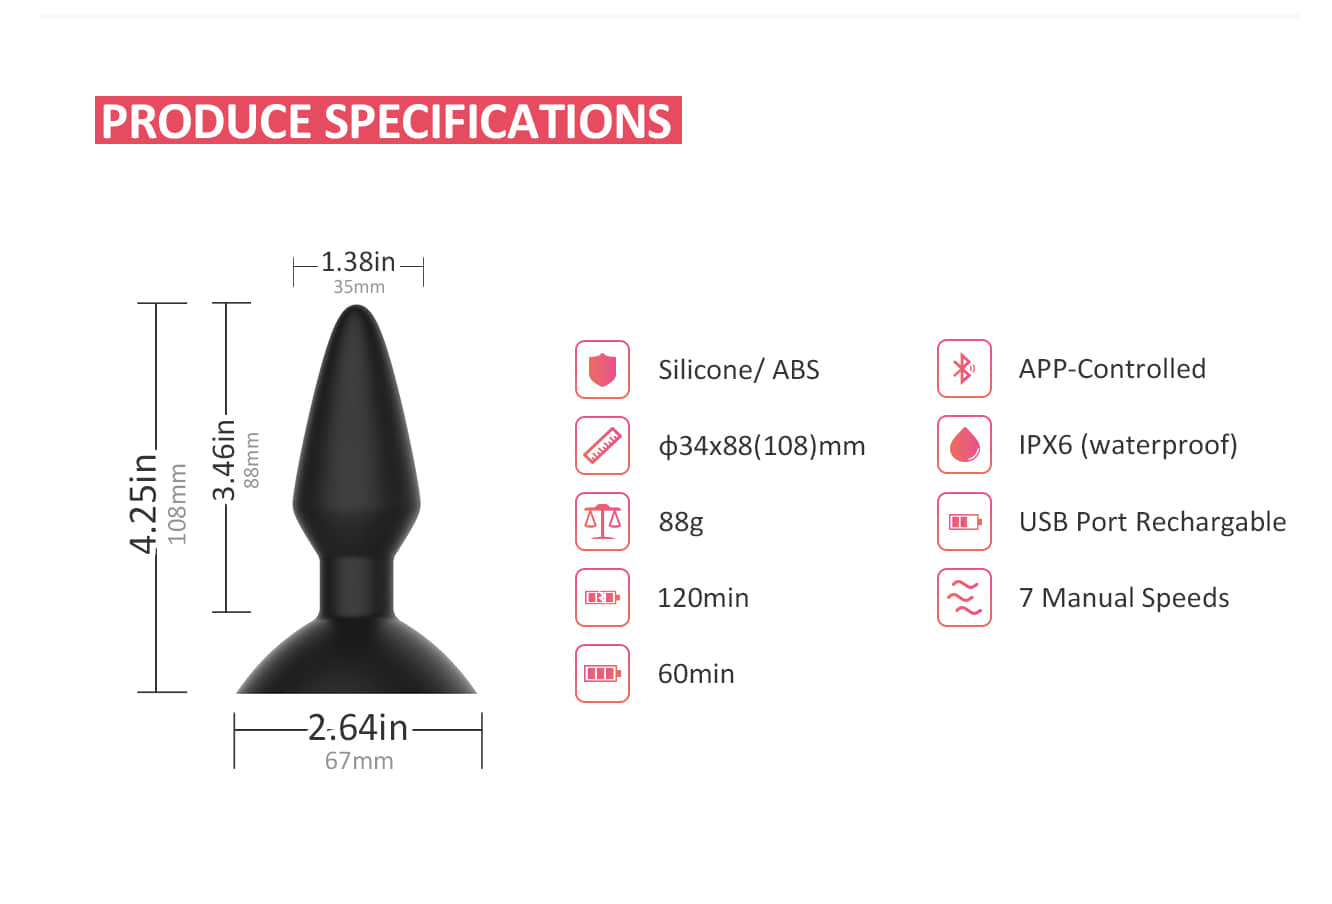 PRODUCE SPECIFICATIONS
1.38in
35mm
4.25in
108mm
3.46in
88mm
2.64in
67mm
Silicone/ ABS
ф34x88(108)mm
88g
120min
60min
APP-Controlled
IPX6 (waterproof)
USB Port Rechargable
7 Manual Speeds